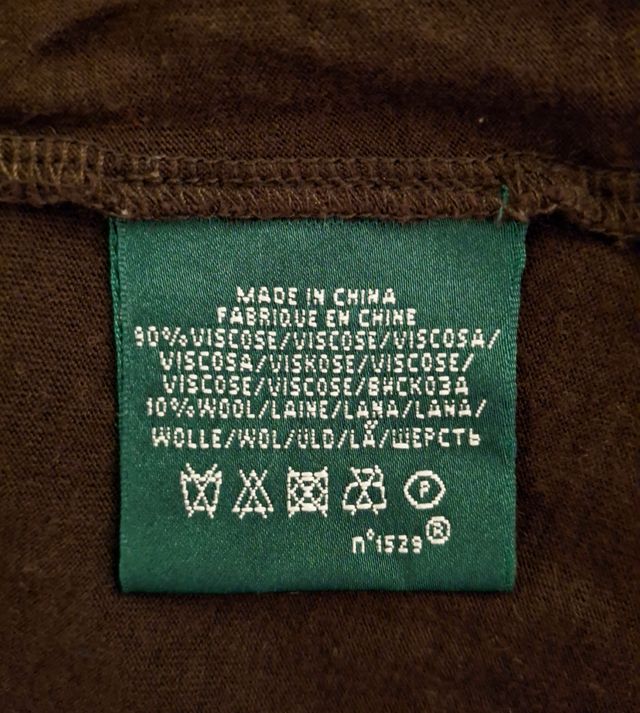 MADE IN CHINA
FABRIQUE EN CHINE
90%VISCOSE/VISCOSE/VISCOSA/
VISCOSA/VISKOSE/VISCOSE/
VISCOSE/VISCOSE/ВИСКОЗА
10%WOOL/LAINE/LANA/LANA/
WOLLE/WOL/ULD/LÃ/ШЕРСТЬ
P
n°1529®